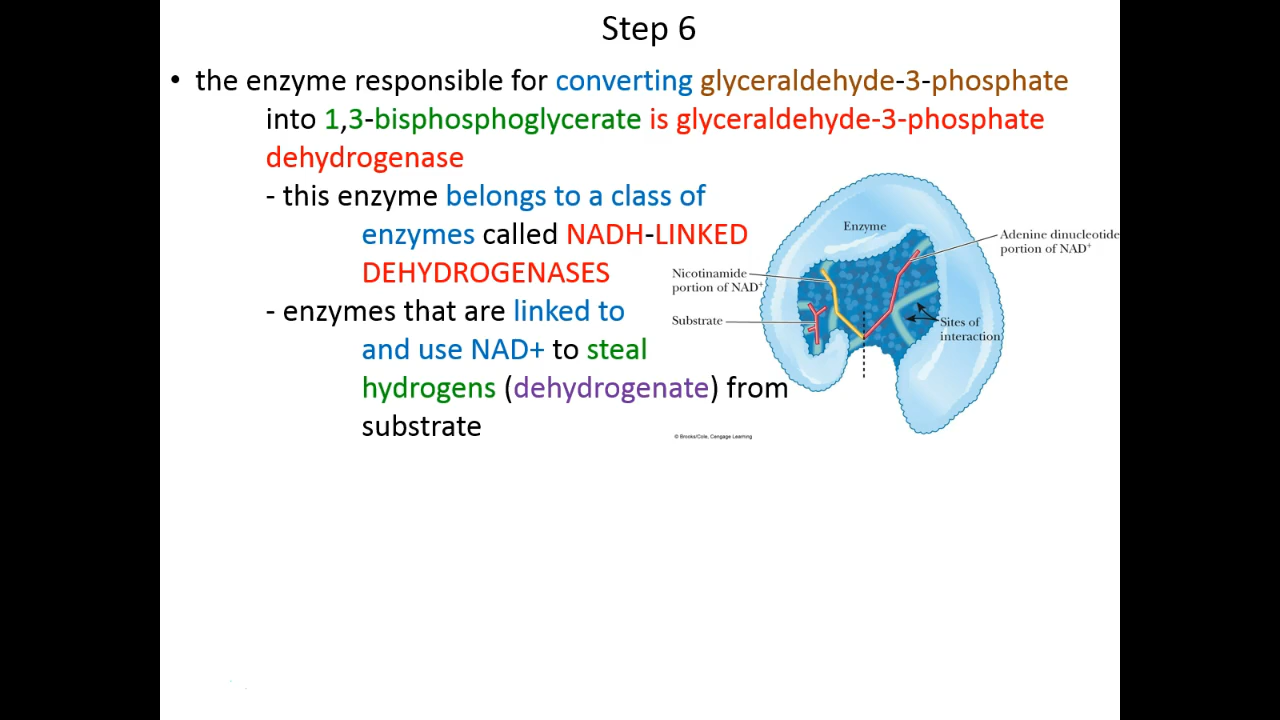 Step 6
• the enzyme responsible for converting glyceraldehyde-3-phosphate
into 1,3-bisphosphoglycerate is glyceraldehyde-3-phosphate
dehydrogenase
- this enzyme belongs to a class of
enzymes called NADH-LINKED
DEHYDROGENASES
- enzymes that are linked to
and use NAD+ to steal
hydrogens (dehydrogenate) from
substrate
Enzyme
Adenine dinucleotide
portion of NAD⁺
Nicotinamide
portion of NAD⁺
Substrate
Sites of
interaction
© Brooks/Cole, Cengage Learning